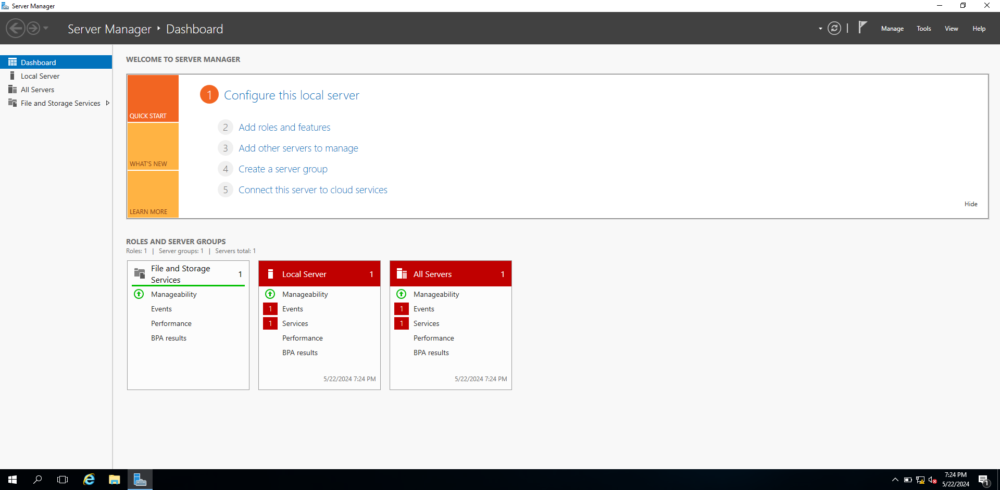 Server Manager
Server Manager ‣ Dashboard
Manage
Tools
View
Help
Dashboard
Local Server
All Servers
File and Storage Services
WELCOME TO SERVER MANAGER
QUICK START
WHAT'S NEW
LEARN MORE
1 Configure this local server
2 Add roles and features
3 Add other servers to manage
4 Create a server group
5 Connect this server to cloud services
Hide
ROLES AND SERVER GROUPS
Roles: 1 | Server groups: 1 | Servers total: 1
File and Storage
Services
1
Manageability
Events
Performance
BPA results
Local Server 1
Manageability
1 Events
1 Services
Performance
BPA results
5/22/2024 7:24 PM
All Servers 1
Manageability
1 Events
1 Services
Performance
BPA results
5/22/2024 7:24 PM
7:24 PM
5/22/2024
1